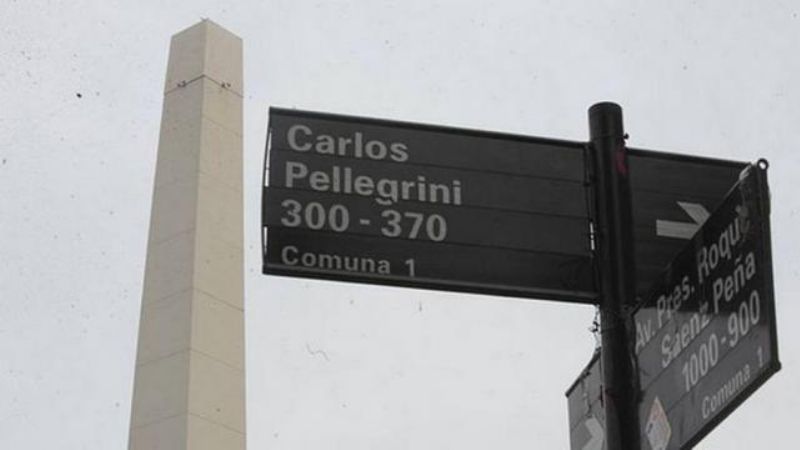 Carlos
Pellegrini
300 - 370
Comuna 1
Av. Pres. Roque
Saenz Peña
1000-900
Comuna 1